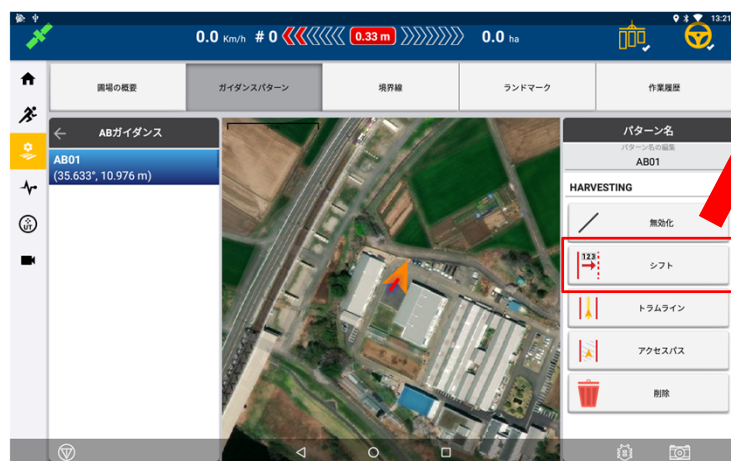 13:21
0.0 Km/h # 0 0.33 m 0.0 ha
圃場の概要
ガイダンスパターン
境界線
ランドマーク
作業履歴
ABガイダンス
AB01
(35.633°, 10.976 m)
パターン名
パターン名の編集
AB01
HARVESTING
無効化
123
シフト
トラムライン
アクセスパス
削除
UT